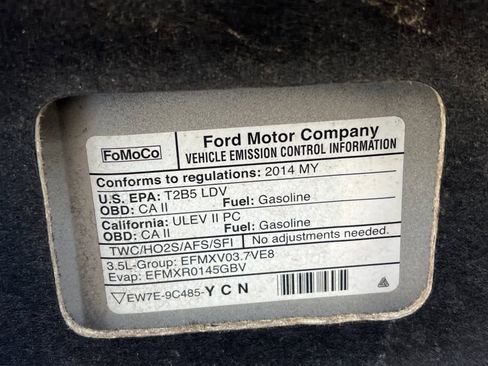 FoMoCo
Ford Motor Company
VEHICLE EMISSION CONTROL INFORMATION
Conforms to regulations: 2014 MY
U.S. EPA: T2B5 LDV
OBD: CA II Fuel: Gasoline
California: ULEV II PC
OBD: CA II Fuel: Gasoline
TWC/HO2S/AFS/SFI No adjustments needed.
3.5L-Group: EFMXV03.7VE8
Evap: EFMXR0145GBV
EW7E-9C485-Y C N